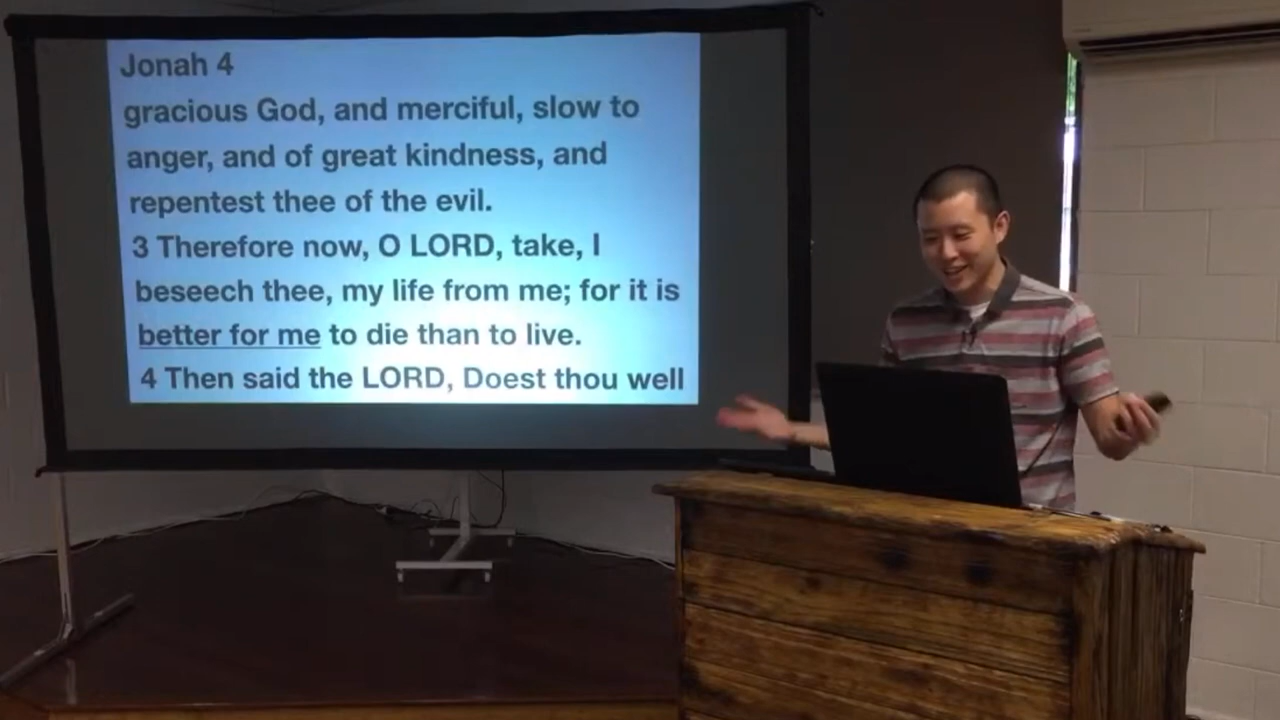 Jonah 4
gracious God, and merciful, slow to
anger, and of great kindness, and
repentest thee of the evil.
3 Therefore now, O LORD, take, I
beseech thee, my life from me; for it is
better for me to die than to live.
4 Then said the LORD, Doest thou well